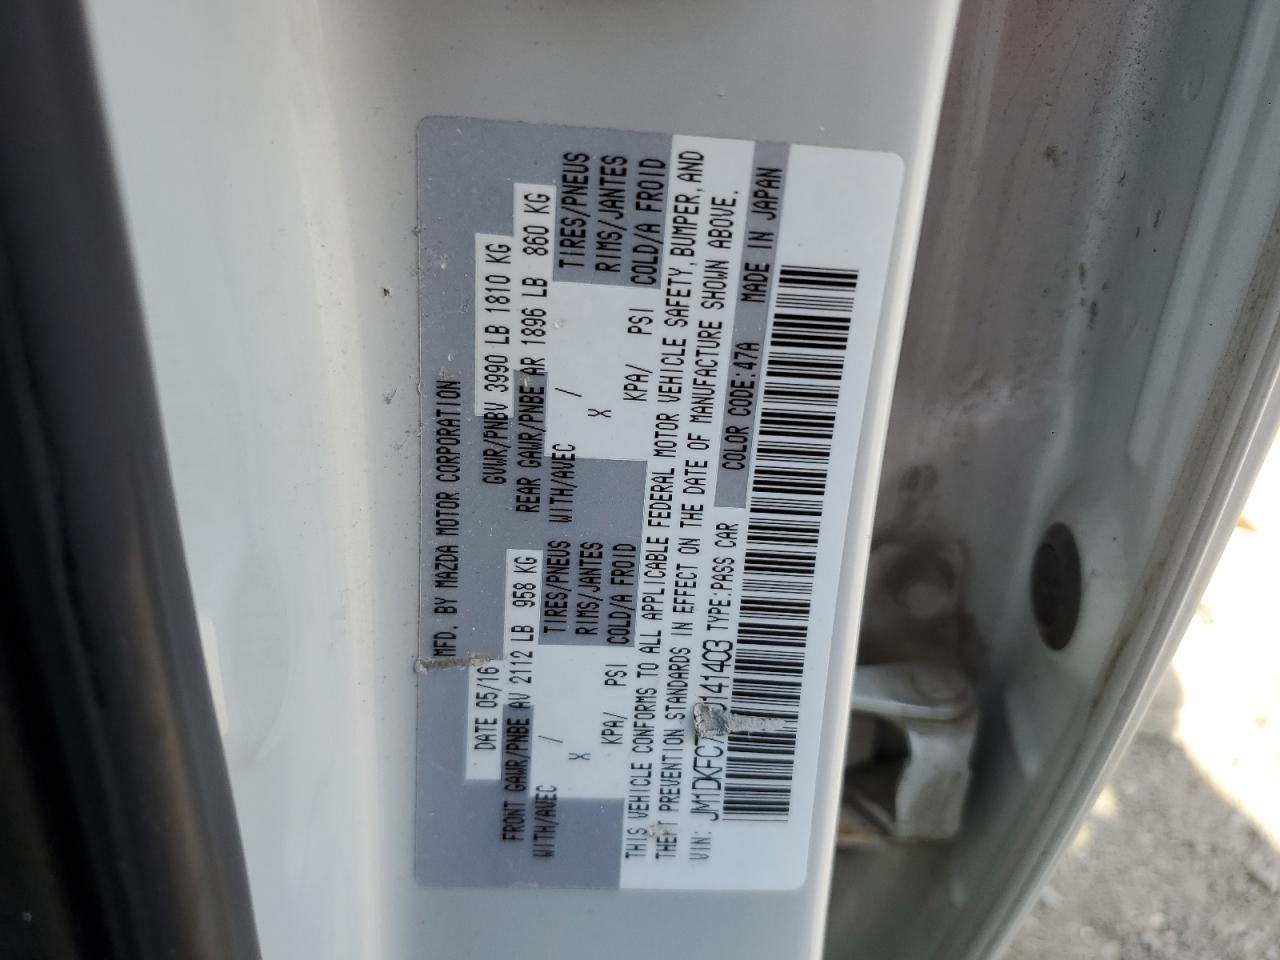 MFD. BY MAZDA MOTOR CORPORATION
DATE 05/16 GVWR/PNBV 3990 LB 1810 KG
FRONT GAWR/PNBE AV 2112 LB 958 KG REAR GAWR/PNBE AR 1896 LB 860 KG
WITH/AVEC / TIRES/PNEUS WITH/AVEC / TIRES/PNEUS
X RIMS/JANTES X RIMS/JANTES
KPA/ PSI COLD/A FROID KPA/ PSI COLD/A FROID
THIS VEHICLE CONFORMS TO ALL APPLICABLE FEDERAL MOTOR VEHICLE SAFETY, BUMPER, AND
THEFT PREVENTION STANDARDS IN EFFECT ON THE DATE OF MANUFACTURE SHOWN ABOVE.
VIN: TYPE:PASS CAR COLOR CODE:47A MADE IN JAPAN